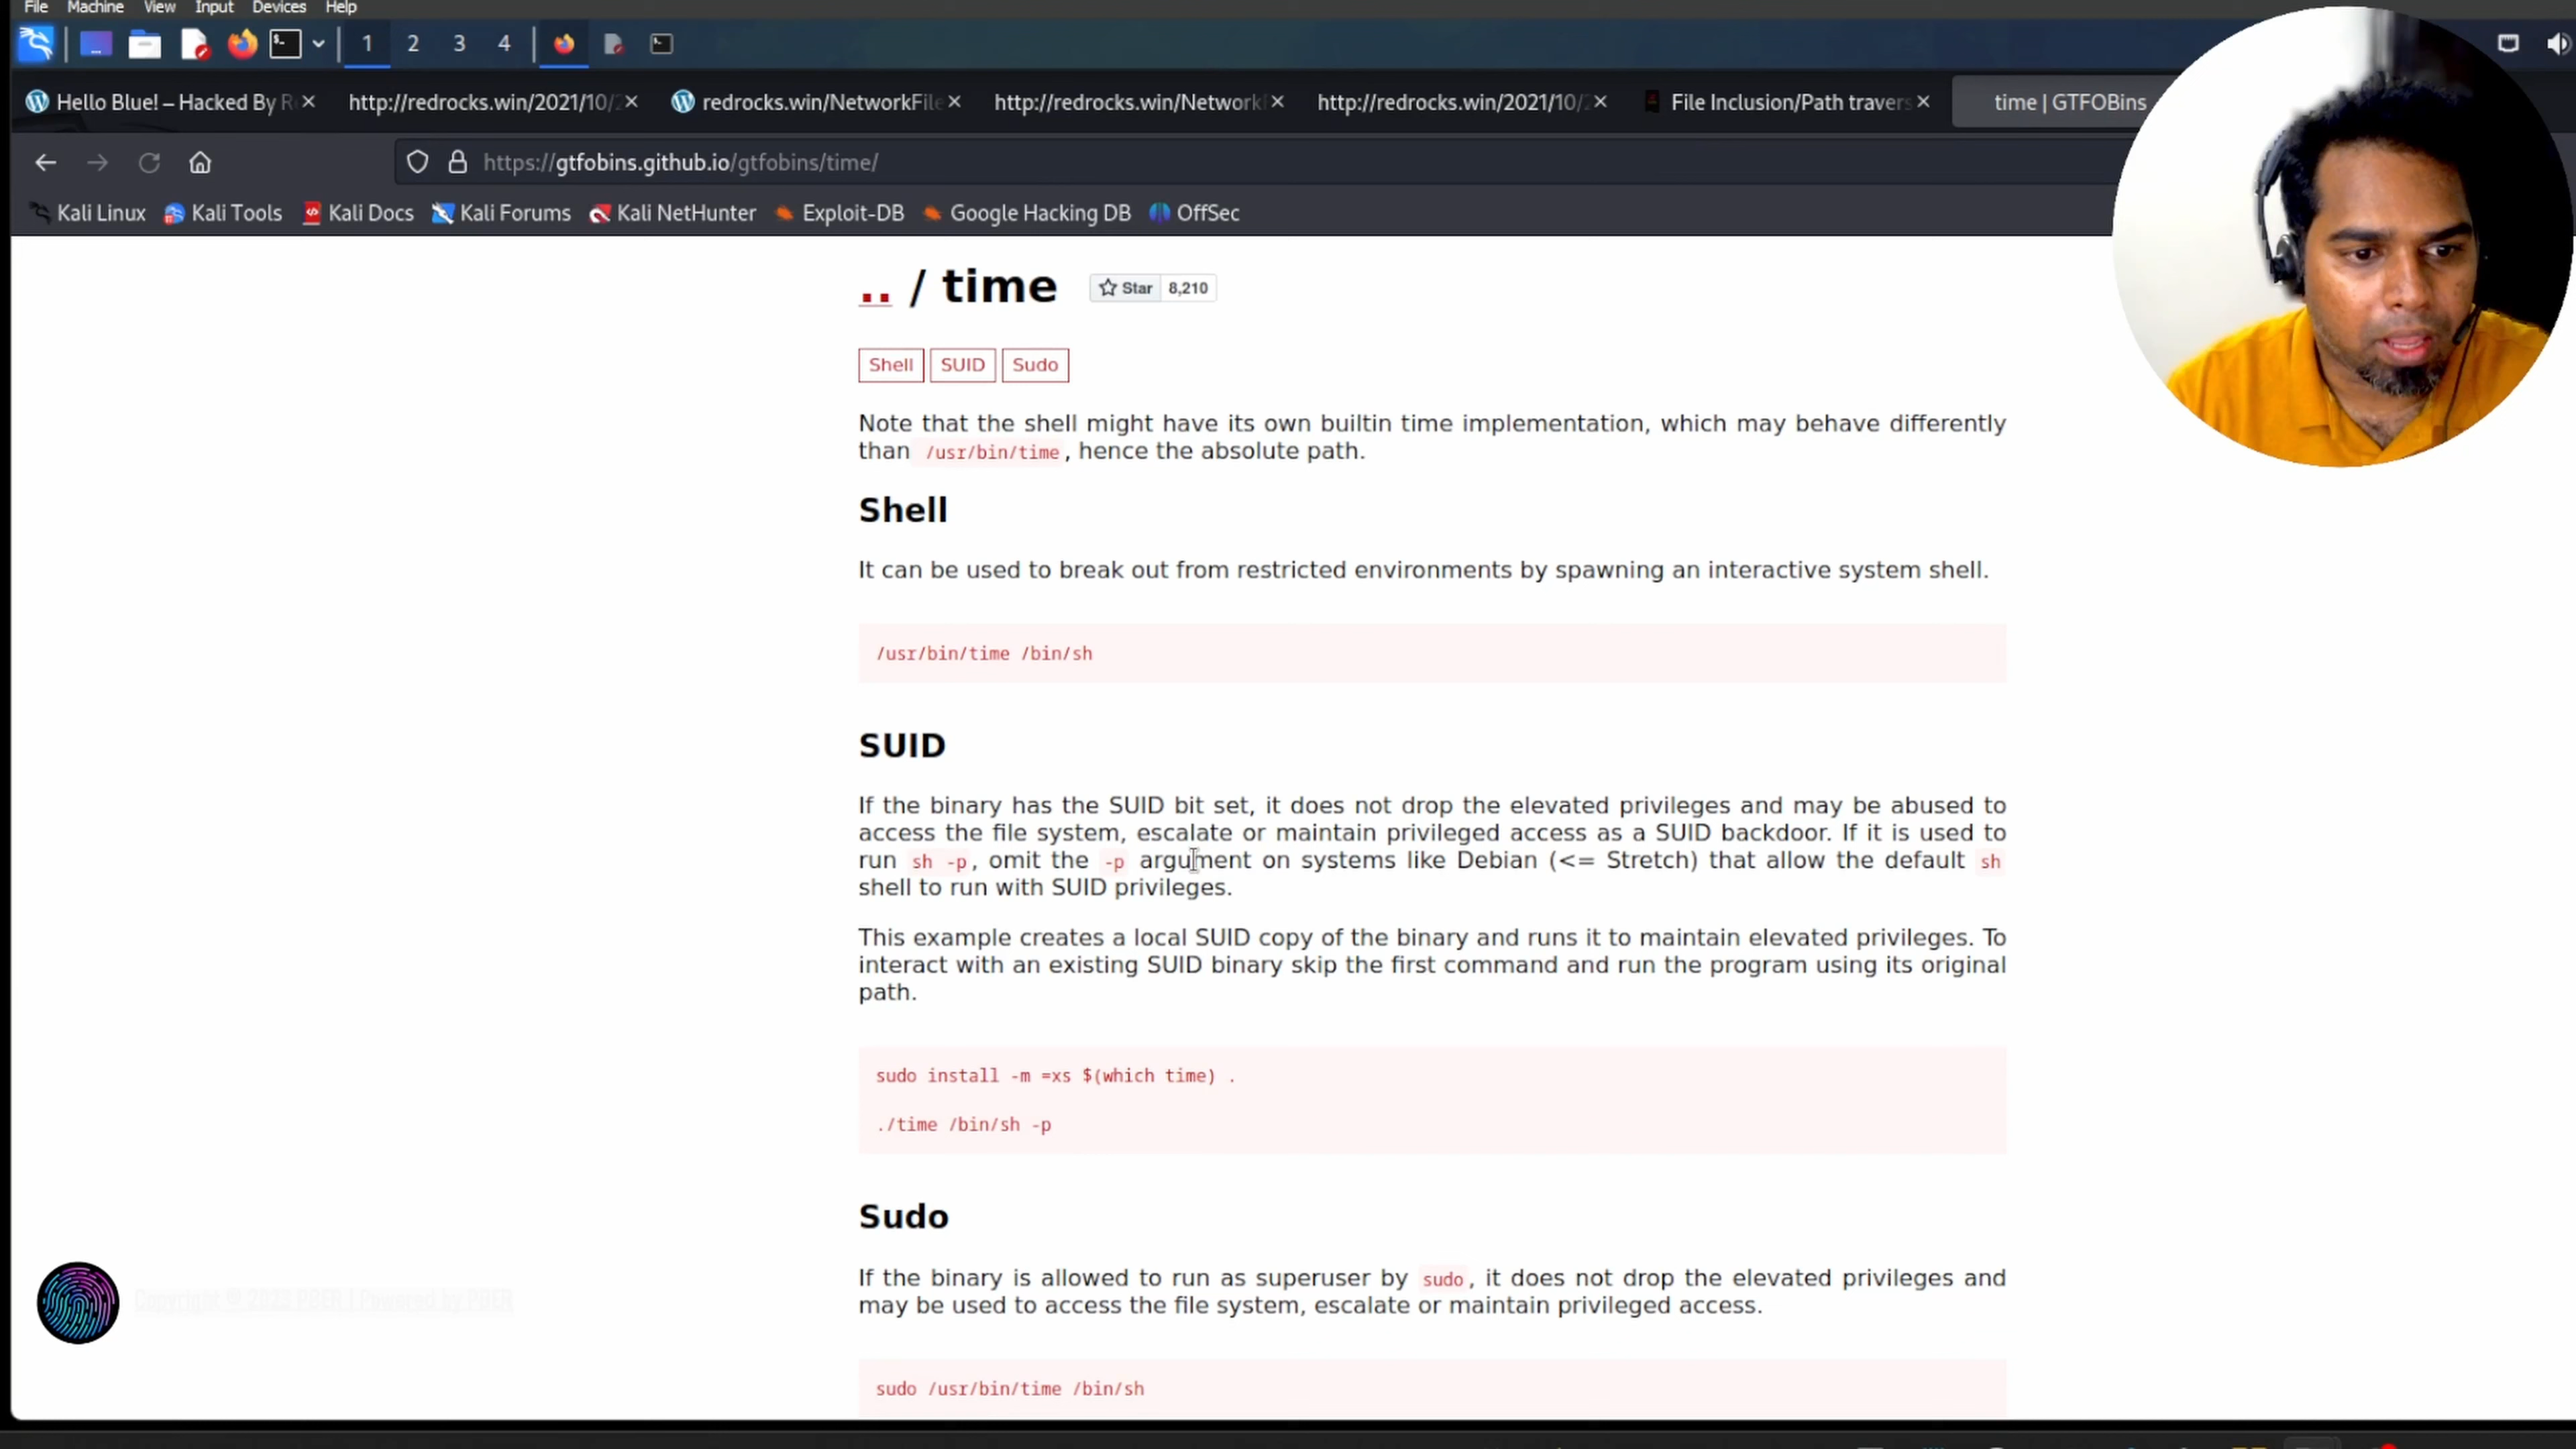 File Machine View Input Devices Help
1 2 3 4
Hello Blue! – Hacked By R
http://redrocks.win/2021/10/2
redrocks.win/NetworkFile
http://redrocks.win/NetworkF
http://redrocks.win/2021/10/2
File Inclusion/Path travers
time | GTFOBins
https://gtfobins.github.io/gtfobins/time/
Kali Linux Kali Tools Kali Docs Kali Forums Kali NetHunter Exploit-DB Google Hacking DB OffSec
.. / time Star 8,210
Shell SUID Sudo
Note that the shell might have its own builtin time implementation, which may behave differently
than /usr/bin/time, hence the absolute path.
Shell
It can be used to break out from restricted environments by spawning an interactive system shell.
/usr/bin/time /bin/sh
SUID
If the binary has the SUID bit set, it does not drop the elevated privileges and may be abused to
access the file system, escalate or maintain privileged access as a SUID backdoor. If it is used to
run sh -p, omit the -p argument on systems like Debian (<= Stretch) that allow the default sh
shell to run with SUID privileges.
This example creates a local SUID copy of the binary and runs it to maintain elevated privileges. To
interact with an existing SUID binary skip the first command and run the program using its original
path.
sudo install -m =xs $(which time) .
./time /bin/sh -p
Sudo
If the binary is allowed to run as superuser by sudo, it does not drop the elevated privileges and
may be used to access the file system, escalate or maintain privileged access.
sudo /usr/bin/time /bin/sh
Copyright © 2023 PBER | Powered by PBER